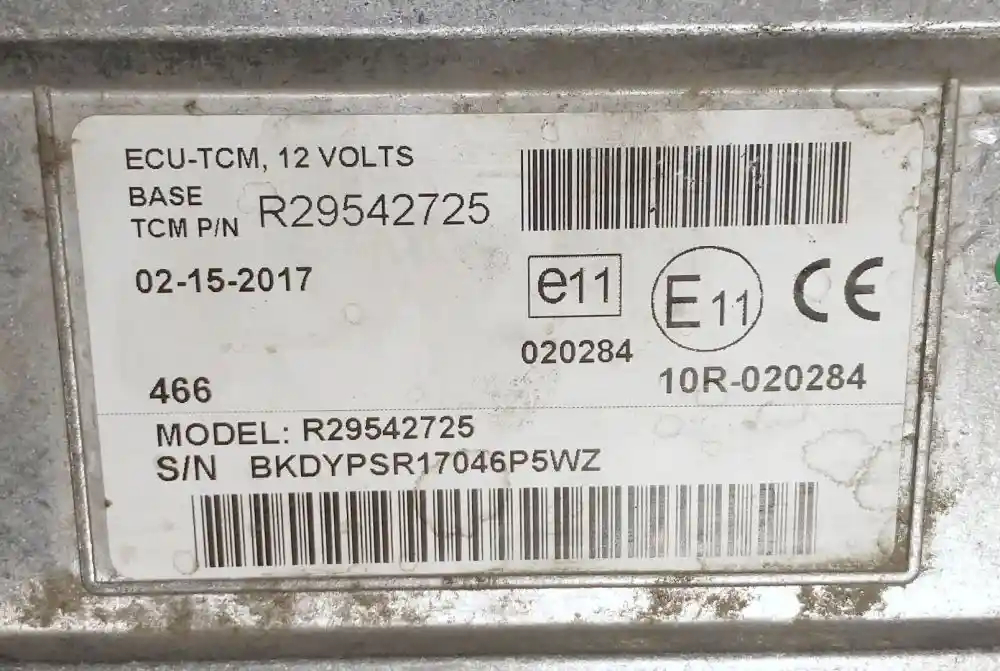 ECU-TCM, 12 VOLTS
BASE
TCM P/N R29542725
02-15-2017
e11
E11
CE
020284
10R-020284
466
MODEL: R29542725
S/N BKDYPSR17046P5WZ